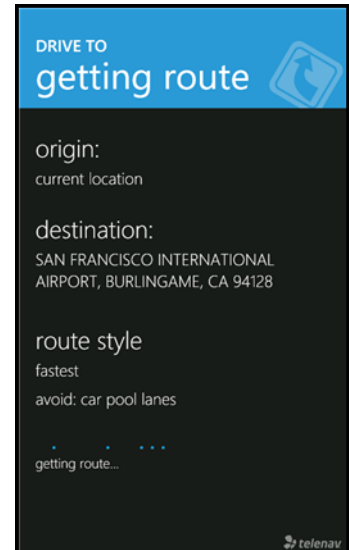 DRIVE TO
getting route
origin:
current location
destination:
SAN FRANCISCO INTERNATIONAL
AIRPORT, BURLINGAME, CA 94128
route style
fastest
avoid: car pool lanes
getting route...
telenav